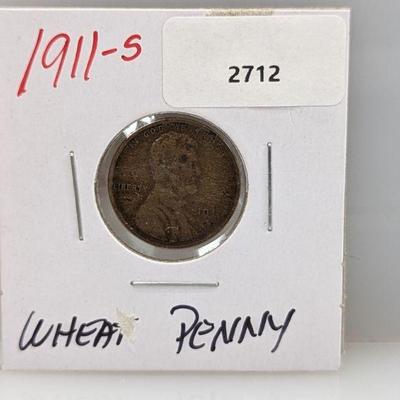 1911-S
2712
IN GOD WE TRUST
LIBERTY
WHEAT PENNY